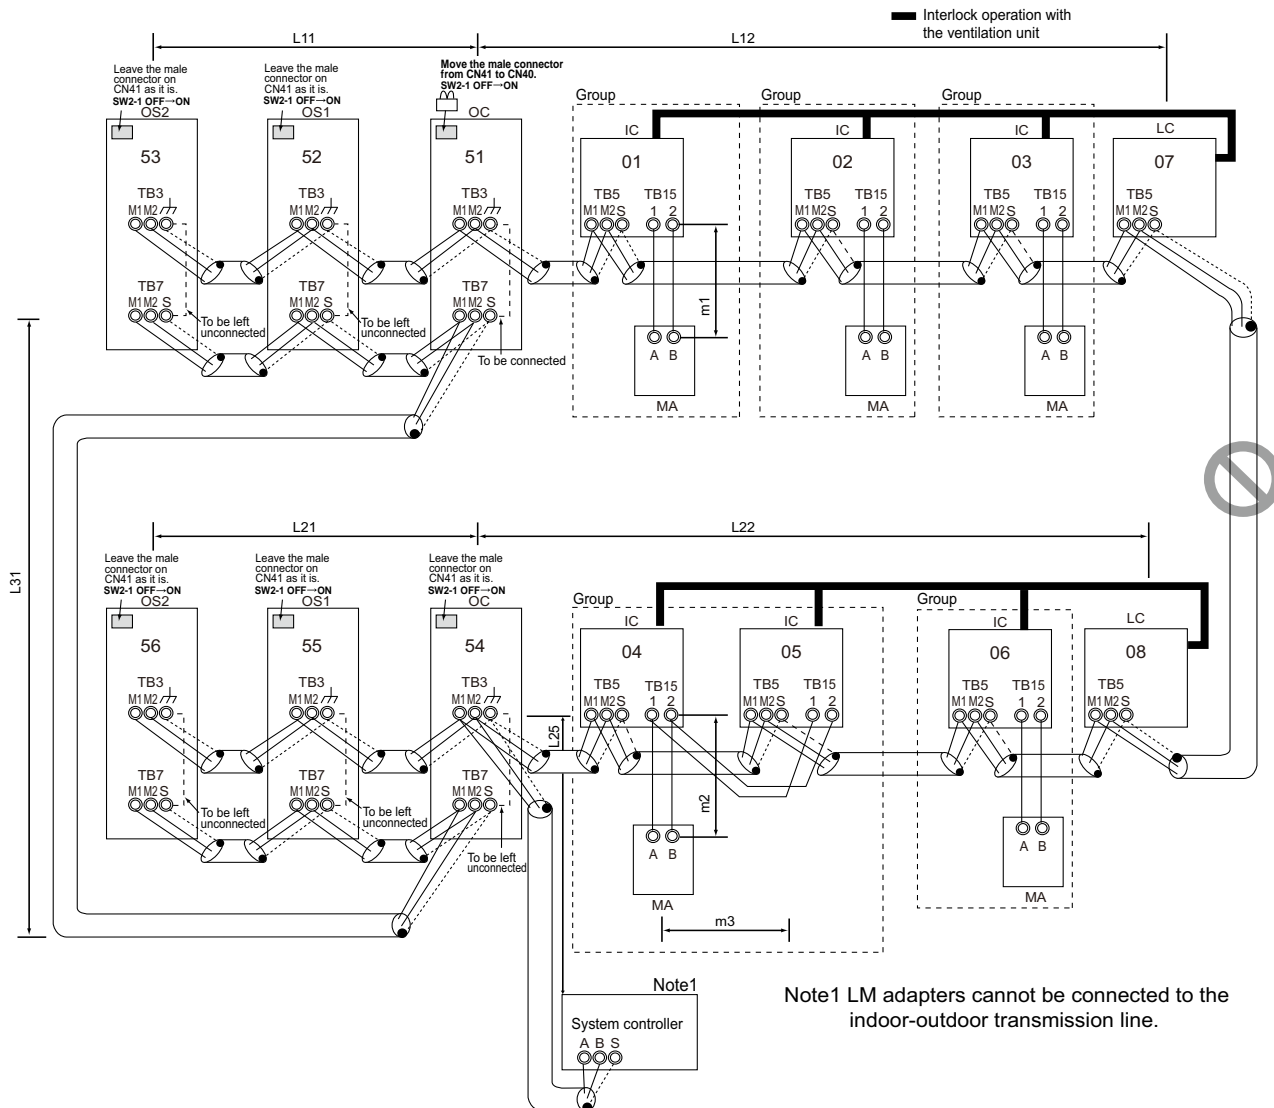 Interlock operation with
the ventilation unit
L11
L12
Leave the male
connector on
CN41 as it is.
SW2-1 OFF→ON
OS2
Leave the male
connector on
CN41 as it is.
SW2-1 OFF→ON
OS1
Move the male connector
from CN41 to CN40.
SW2-1 OFF→ON
OC
Group
Group
Group
IC
IC
IC
LC
53
52
51
01
02
03
07
TB3
M1 M2
TB3
M1 M2
TB3
M1 M2
TB5
M1 M2 S
TB15
1 2
TB5
M1 M2 S
TB15
1 2
TB5
M1 M2 S
TB15
1 2
TB5
M1 M2 S
TB7
M1 M2 S
TB7
M1 M2 S
TB7
M1 M2 S
To be left
unconnected
To be left
unconnected
To be connected
m1
A B
MA
A B
MA
A B
MA
L31
L21
L22
Leave the male
connector on
CN41 as it is.
SW2-1 OFF→ON
OS2
Leave the male
connector on
CN41 as it is.
SW2-1 OFF→ON
OS1
Leave the male
connector on
CN41 as it is.
SW2-1 OFF→ON
OC
Group
Group
IC
IC
IC
LC
56
55
54
04
05
06
08
TB3
M1 M2
TB3
M1 M2
TB3
M1 M2
TB5
M1 M2 S
TB15
1 2
TB5
M1 M2 S
TB15
1 2
TB5
M1 M2 S
TB15
1 2
TB5
M1 M2 S
L25
TB7
M1 M2 S
TB7
M1 M2 S
TB7
M1 M2 S
To be left
unconnected
To be left
unconnected
To be left
unconnected
m2
A B
MA
A B
MA
m3
Note1
System controller
A B S
Note1 LM adapters cannot be connected to the
indoor-outdoor transmission line.